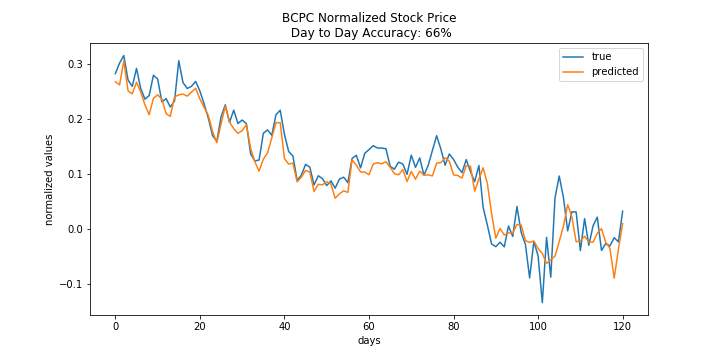 BCPC Normalized Stock Price
Day to Day Accuracy: 66%
true
predicted
normalized values
0.3
0.2
0.1
0.0
−0.1
0 20 40 60 80 100 120
days